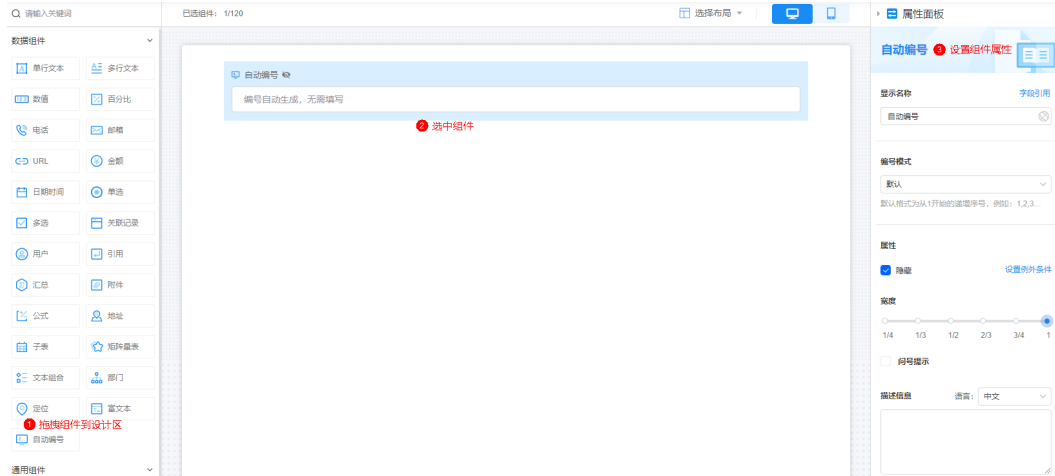 请输入关键词
已选组件： 1/120
选择布局
属性面板
数据组件
单行文本
多行文本
数值
百分比
电话
邮箱
URL
金额
日期时间
单选
多选
关联记录
用户
引用
汇总
附件
公式
地址
子表
矩阵量表
文本组合
部门
定位
富文本
1 拖拽组件到设计区
自动编号
通用组件
自动编号
编号自动生成，无需填写
2 选中组件
自动编号
3 设置组件属性
显示名称
字段引用
自动编号
编号模式
默认
默认格式为从1开始的递增序号，例如：1,2,3...
属性
隐藏
设置例外条件
宽度
1/4 1/3 1/2 2/3 3/4 1
问号提示
描述信息
语言： 中文